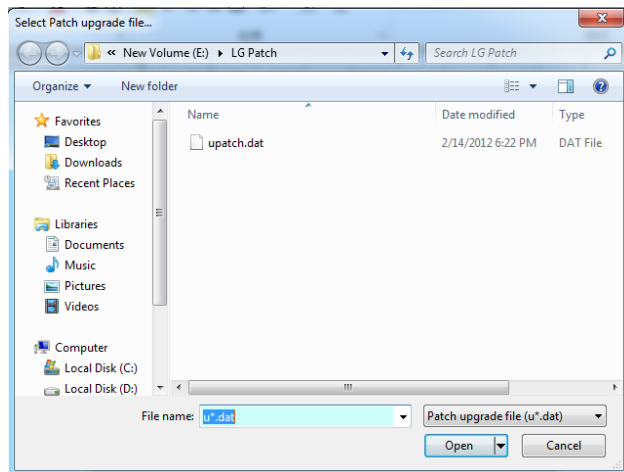 Select Patch upgrade file...
« New Volume (E:) ▸ LG Patch
Search LG Patch
Organize
New folder
Favorites
Desktop
Downloads
Recent Places
Libraries
Documents
Music
Pictures
Videos
Computer
Local Disk (C:)
Local Disk (D:)
Name
Date modified
Type
upatch.dat
2/14/2012 6:22 PM
DAT File
File name:
u*.dat
Patch upgrade file (u*.dat)
Open
Cancel